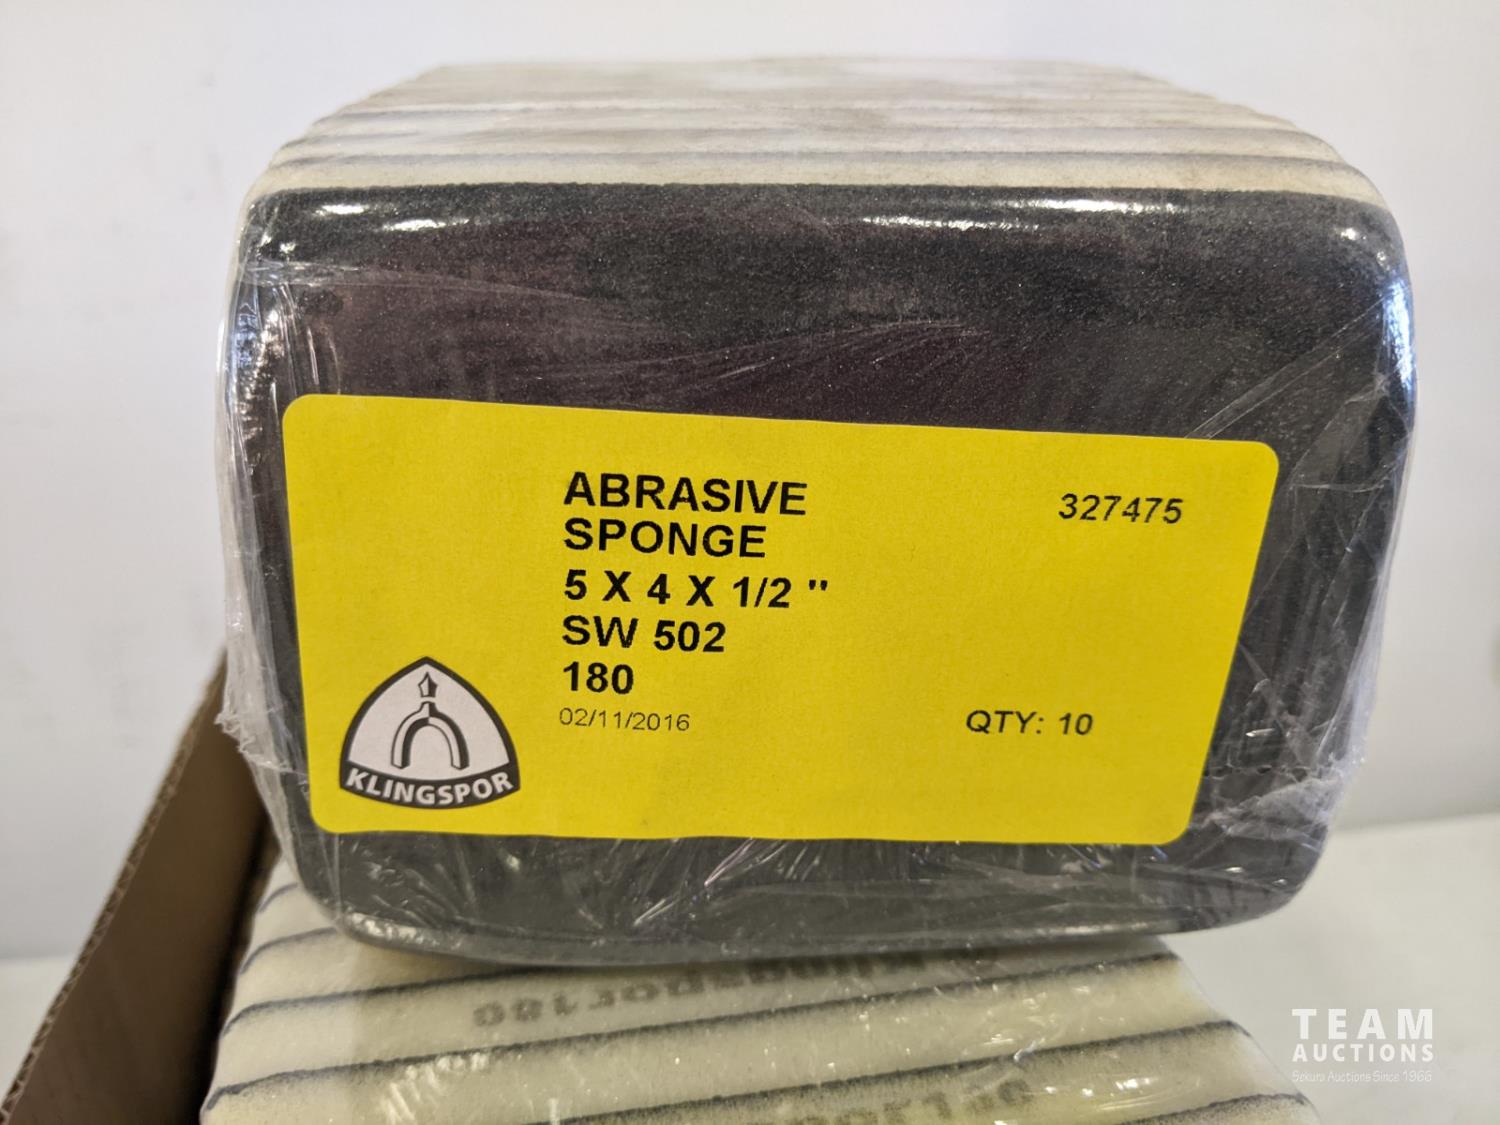 ABRASIVE
SPONGE
5 X 4 X 1/2 "
SW 502
180
02/11/2016
327475
QTY: 10
KLINGSPOR
TEAM
AUCTIONS
Sekura Auctions Since 1966